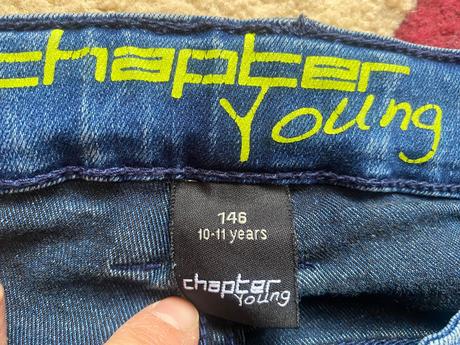 chapter
Young
146
10-11 years
chapter
Young